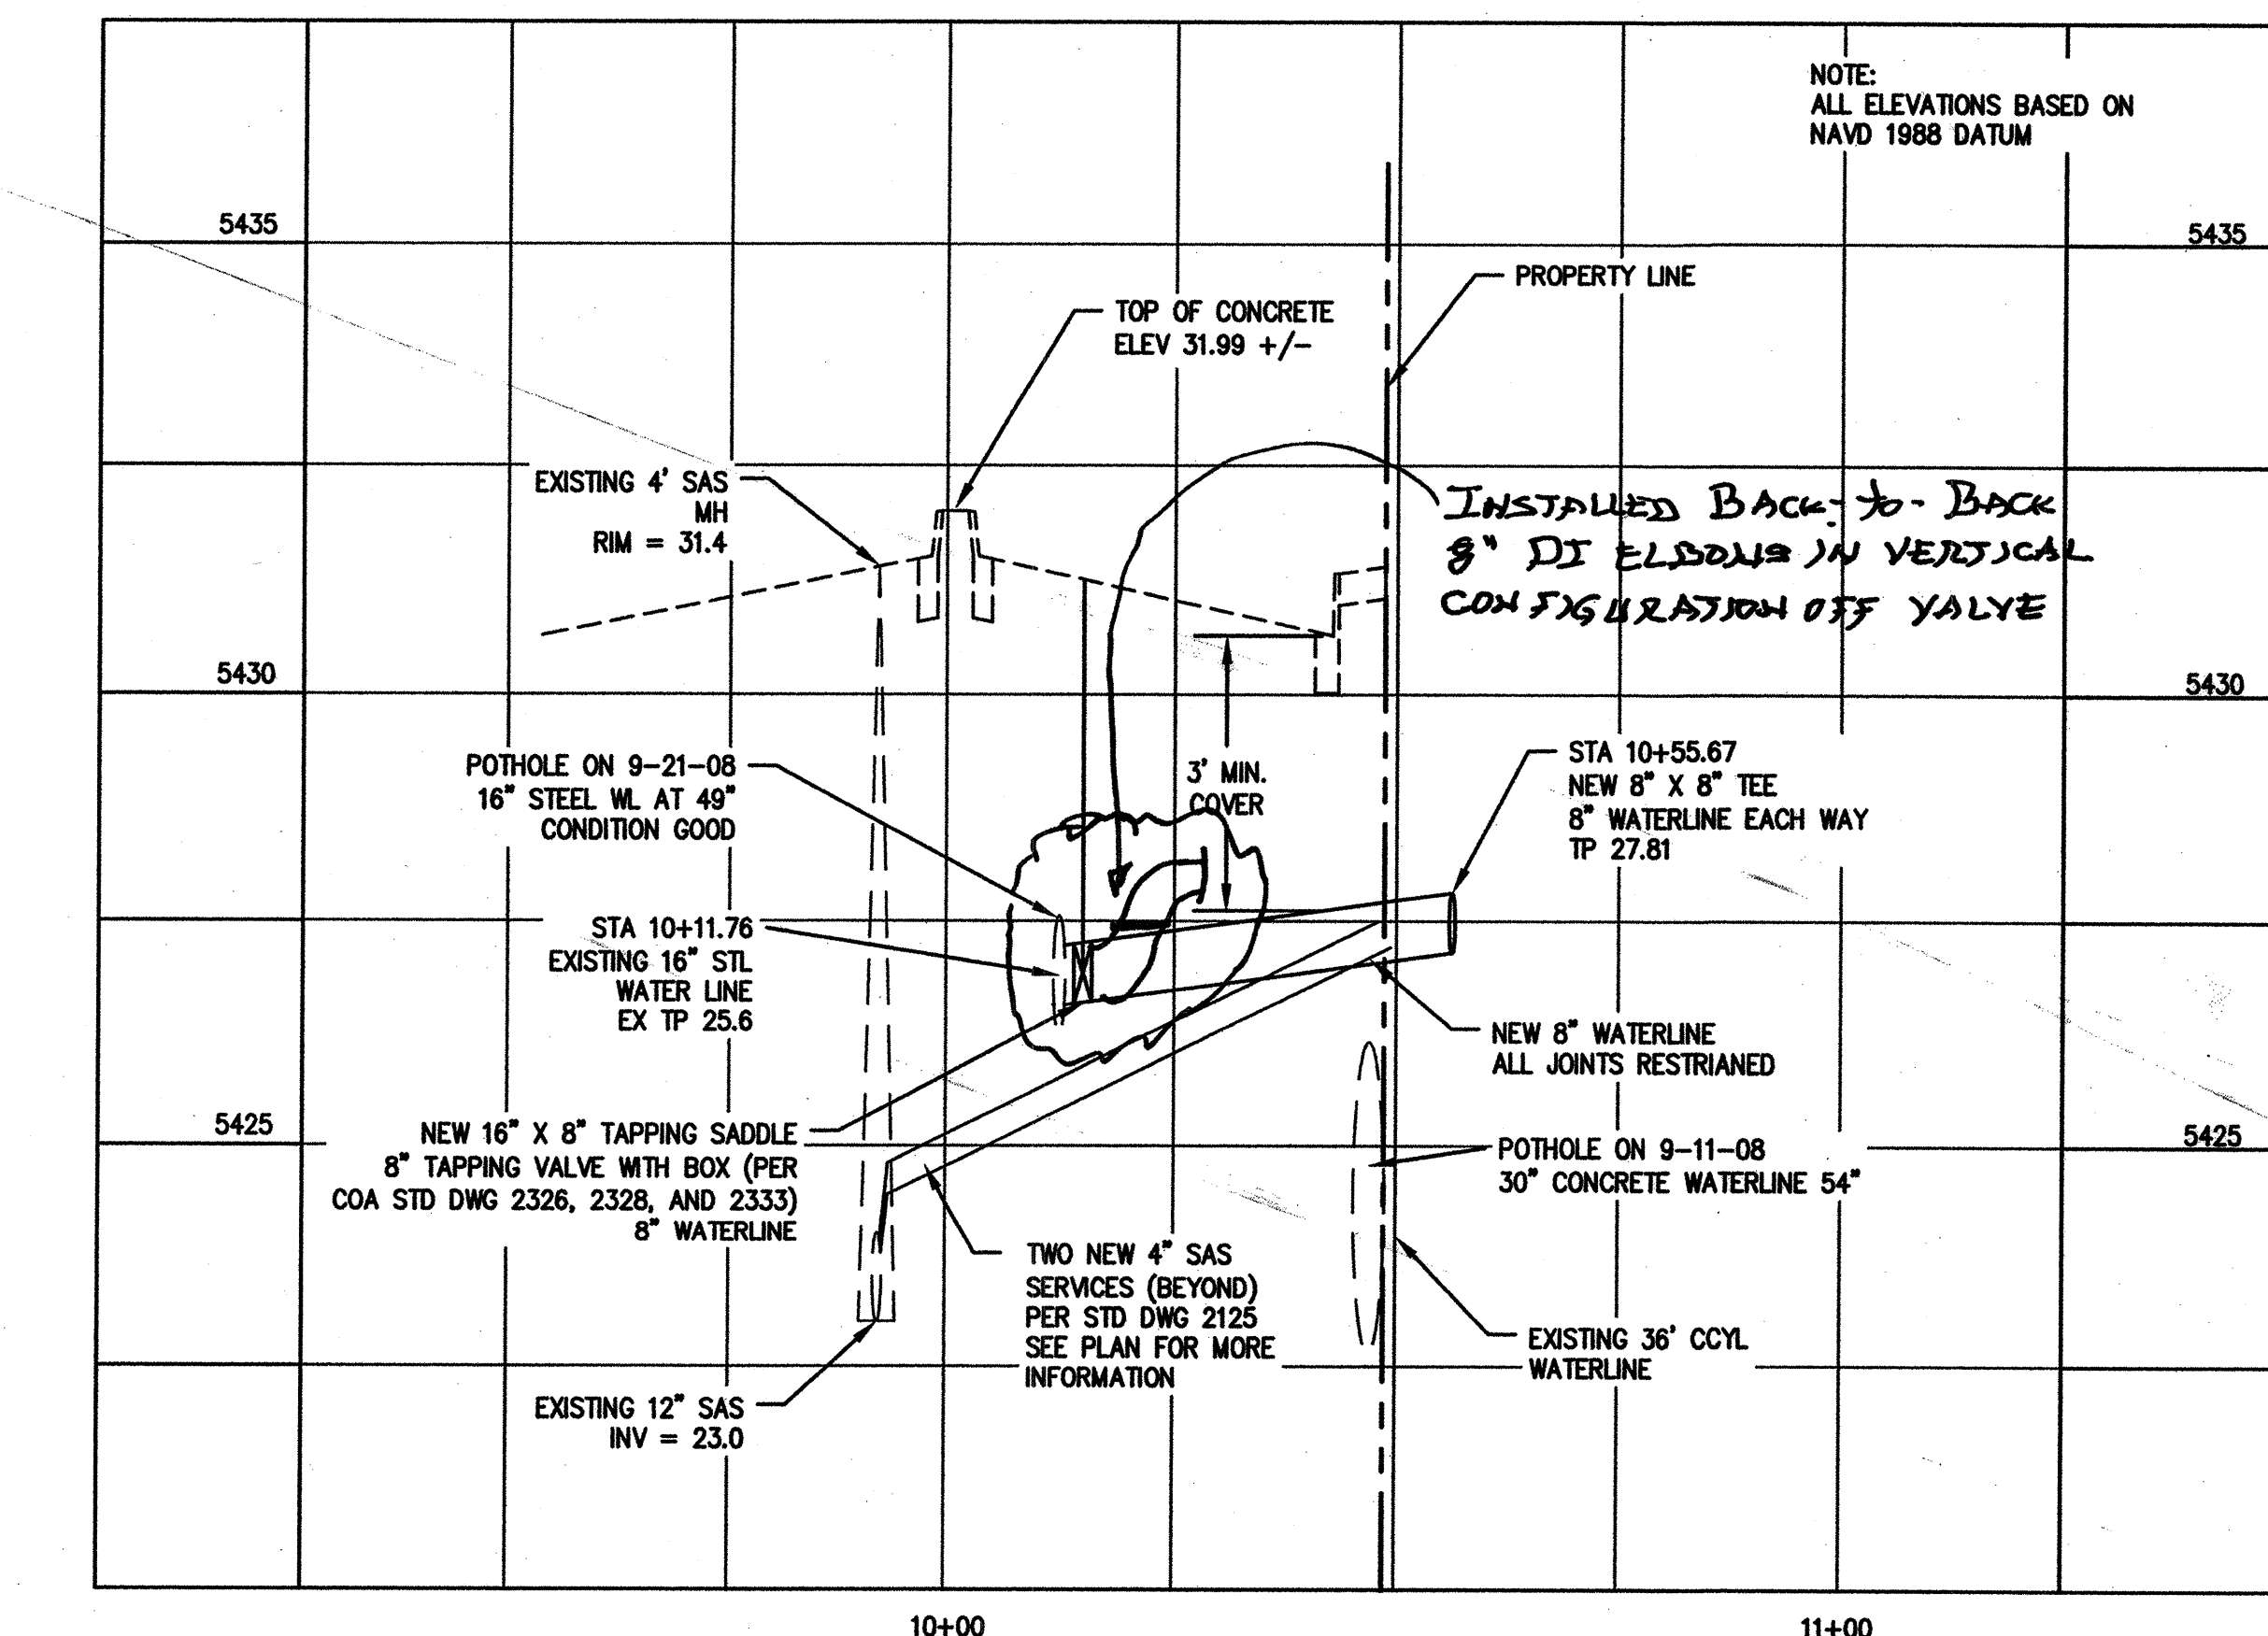 NOTE:
ALL ELEVATIONS BASED ON
NAVD 1988 DATUM
5435
5435
PROPERTY LINE
TOP OF CONCRETE
ELEV 31.99 +/-
EXISTING 4' SAS
MH
RIM = 31.4
INSTALLED BACK-to-BACK
8" DI ELBOWS IN VERTICAL
CONFIGURATION OFF VALVE
5430
5430
POTHOLE ON 9-21-08
16" STEEL WL AT 49"
CONDITION GOOD
3' MIN.
COVER
STA 10+55.67
NEW 8" X 8" TEE
8" WATERLINE EACH WAY
TP 27.81
STA 10+11.76
EXISTING 16" STL
WATER LINE
EX TP 25.6
NEW 8" WATERLINE
ALL JOINTS RESTRIANED
5425
5425
NEW 16" X 8" TAPPING SADDLE
8" TAPPING VALVE WITH BOX (PER
COA STD DWG 2326, 2328, AND 2333)
8" WATERLINE
POTHOLE ON 9-11-08
30" CONCRETE WATERLINE 54"
TWO NEW 4" SAS
SERVICES (BEYOND)
PER STD DWG 2125
SEE PLAN FOR MORE
INFORMATION
EXISTING 36' CCYL
WATERLINE
EXISTING 12" SAS
INV = 23.0
10+00
11+00